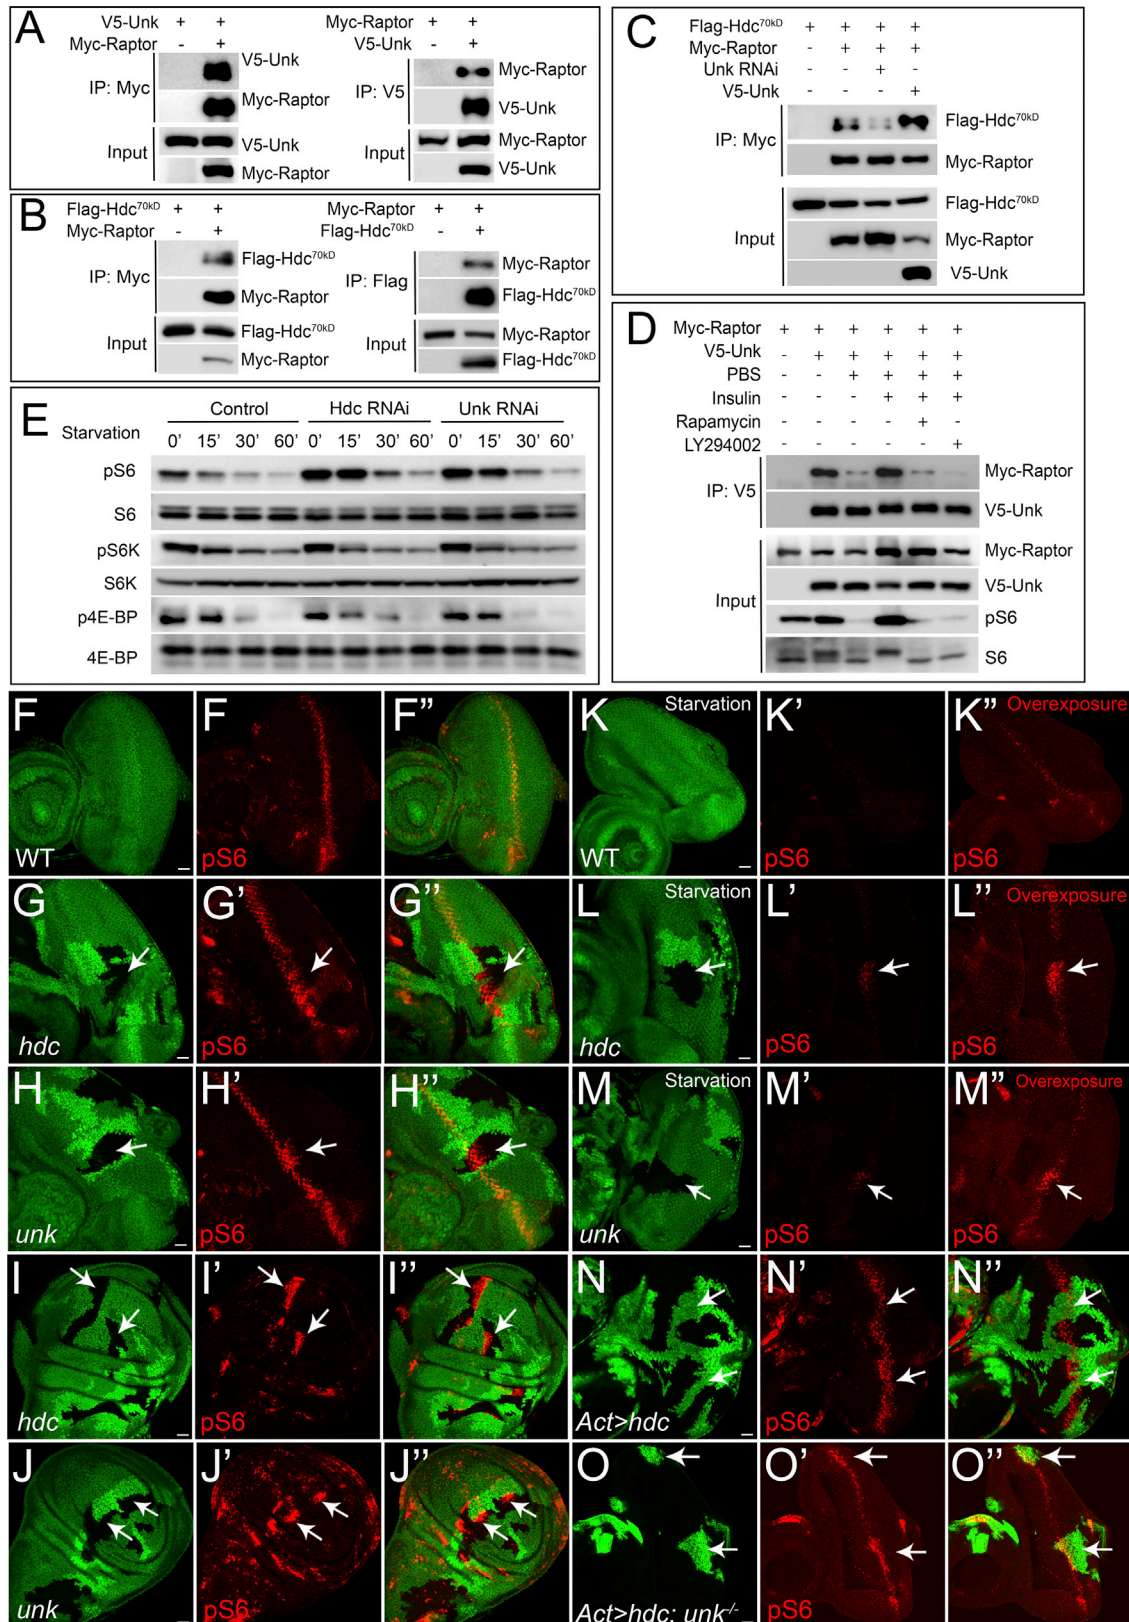 A
V5-Unk + +
Myc-Raptor - +
IP: Myc
V5-Unk
Myc-Raptor
Input
V5-Unk
Myc-Raptor
Myc-Raptor + +
V5-Unk - +
IP: V5
Myc-Raptor
V5-Unk
Input
Myc-Raptor
V5-Unk
B
Flag-Hdc70kD + +
Myc-Raptor - +
IP: Myc
Flag-Hdc70kD
Myc-Raptor
Input
Flag-Hdc70kD
Myc-Raptor
Myc-Raptor + +
Flag-Hdc70kD - +
IP: Flag
Myc-Raptor
Flag-Hdc70kD
Input
Myc-Raptor
Flag-Hdc70kD
C
Flag-Hdc70kD + + + +
Myc-Raptor - + + +
Unk RNAi - - + -
V5-Unk - - - +
IP: Myc
Flag-Hdc70kD
Myc-Raptor
Input
Flag-Hdc70kD
Myc-Raptor
V5-Unk
D
Myc-Raptor + + + + + +
V5-Unk - + + + + +
PBS - - + + + +
Insulin - - - + + +
Rapamycin - - - - + -
LY294002 - - - - - +
IP: V5
Myc-Raptor
V5-Unk
Input
Myc-Raptor
V5-Unk
pS6
S6
E
Control Hdc RNAi Unk RNAi
Starvation 0' 15' 30' 60' 0' 15' 30' 60' 0' 15' 30' 60'
pS6
S6
pS6K
S6K
p4E-BP
4E-BP
F F F" K Starvation K' K" Overexposure
WT pS6 WT pS6 pS6
G G' G" L Starvation L' L" Overexposure
hdc pS6 hdc pS6 pS6
H H' H" M Starvation M' M" Overexposure
unk pS6 unk pS6 pS6
I I' I" N N' N"
hdc pS6 Act>hdc pS6
J J' J" O O' O"
unk pS6 Act>hdc; unk-/- pS6